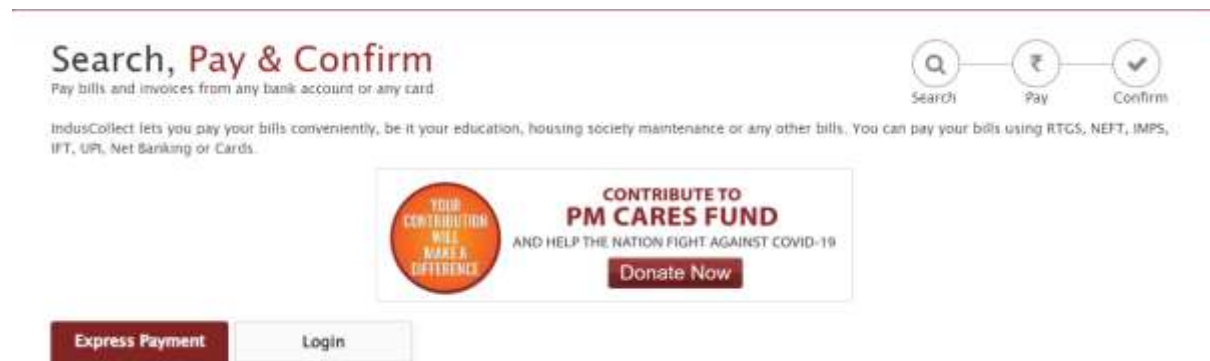 Search, Pay & Confirm
Pay bills and invoices from any bank account or any card
Search
Pay
Confirm
IndusCollect lets you pay your bills conveniently, be it your education, housing society maintenance or any other bills. You can pay your bills using RTGS, NEFT, IMPS,
IFT, UPI, Net Banking or Cards.
YOUR
CONTRIBUTION
WILL
MAKE A
DIFFERENCE
CONTRIBUTE TO
PM CARES FUND
AND HELP THE NATION FIGHT AGAINST COVID-19
Donate Now
Express Payment
Login